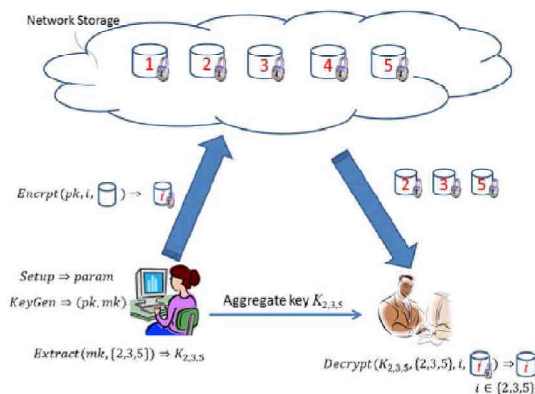 Network Storage
1 2 3 4 5
Encrpt(pk, i, ) → i
2 3 5
Setup ⇒ param
KeyGen ⇒ (pk, mk)
Aggregate key K2,3,5
Extract(mk, {2,3,5}) ⇒ K2,3,5
Decrypt(K2,3,5, {2,3,5}, i, i) ⇒ i
i ∈ {2,3,5}